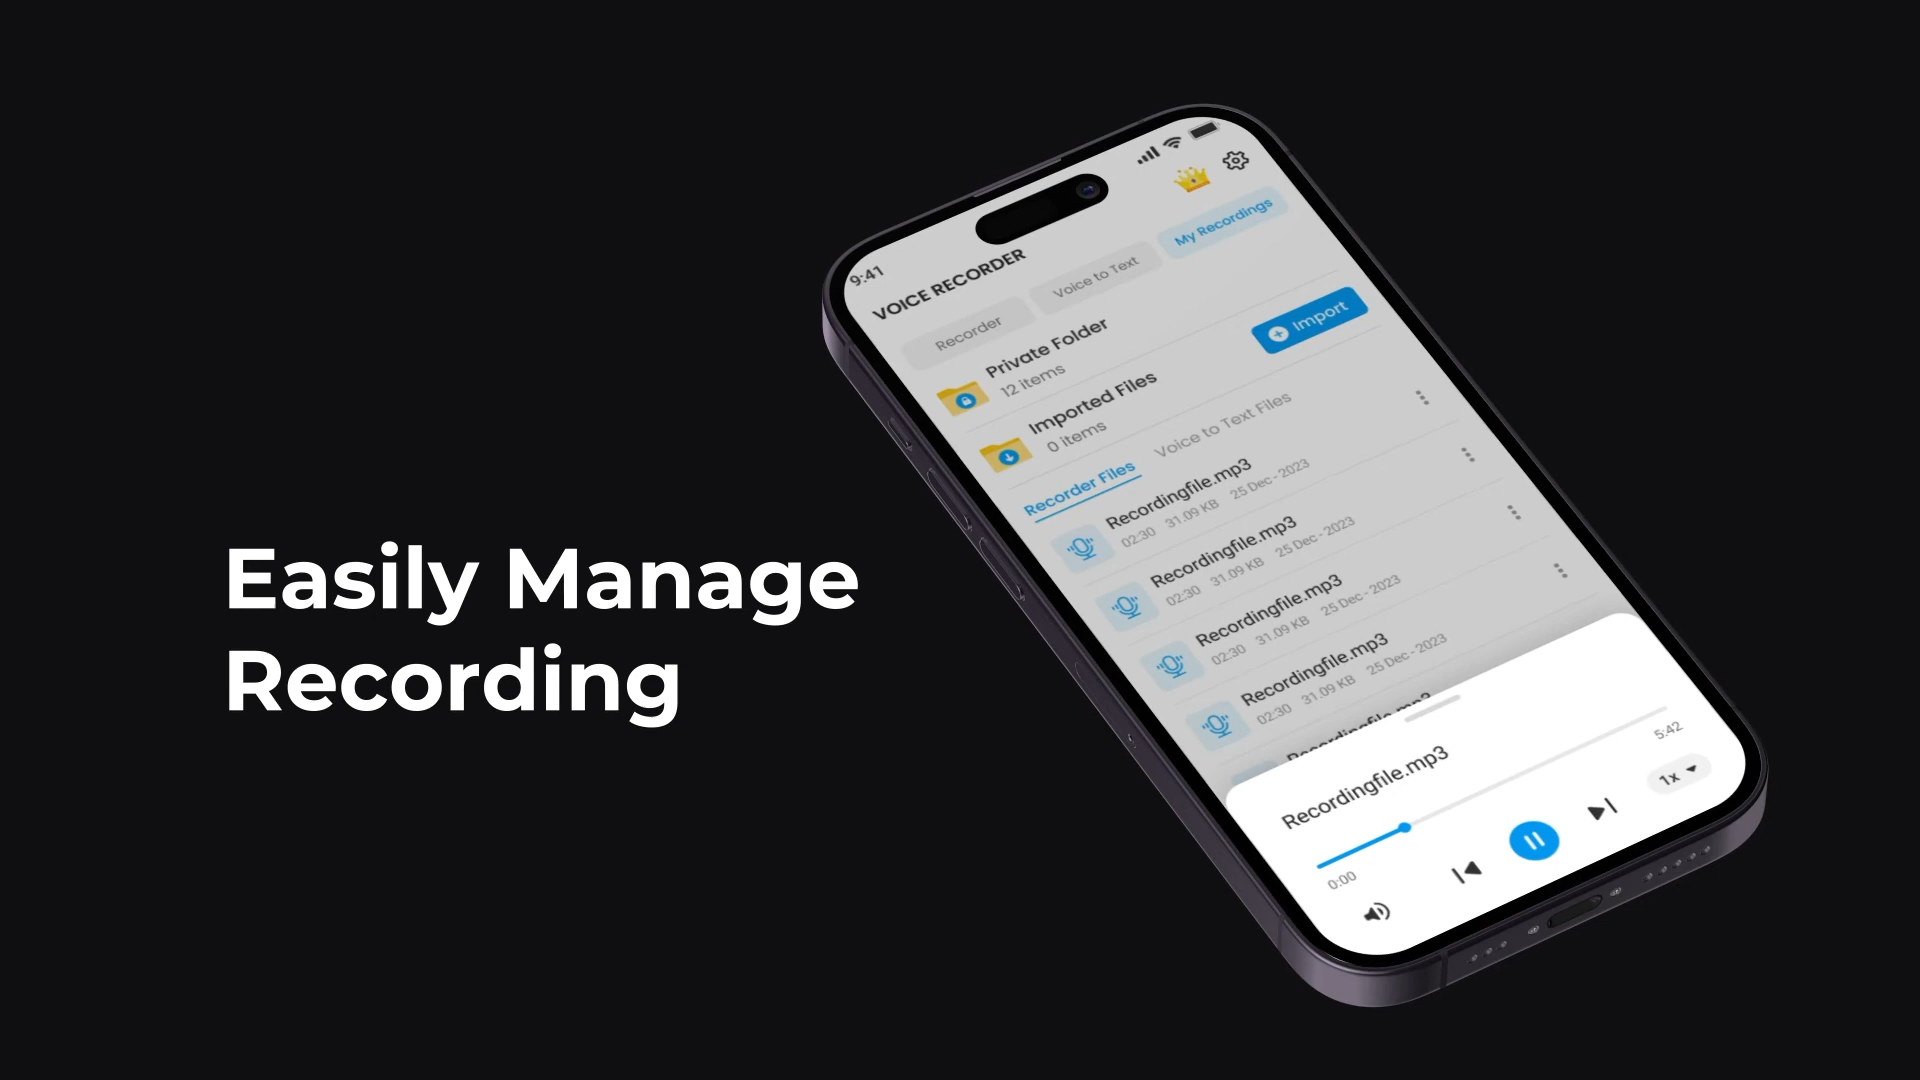 Easily Manage
Recording
9:41
VOICE RECORDER
Recorder
Voice to Text
My Recordings
Private Folder
12 items
Import
Imported Files
0 items
Recorder Files
Voice to Text Files
Recordingfile.mp3
02:30 31.09 KB 25 Dec - 2023
Recordingfile.mp3
02:30 31.09 KB 25 Dec - 2023
Recordingfile.mp3
02:30 31.09 KB 25 Dec - 2023
Recordingfile.mp3
02:30 31.09 KB 25 Dec - 2023
Recordingfile.mp3
Recordingfile.mp3
0:00
5:42
1x